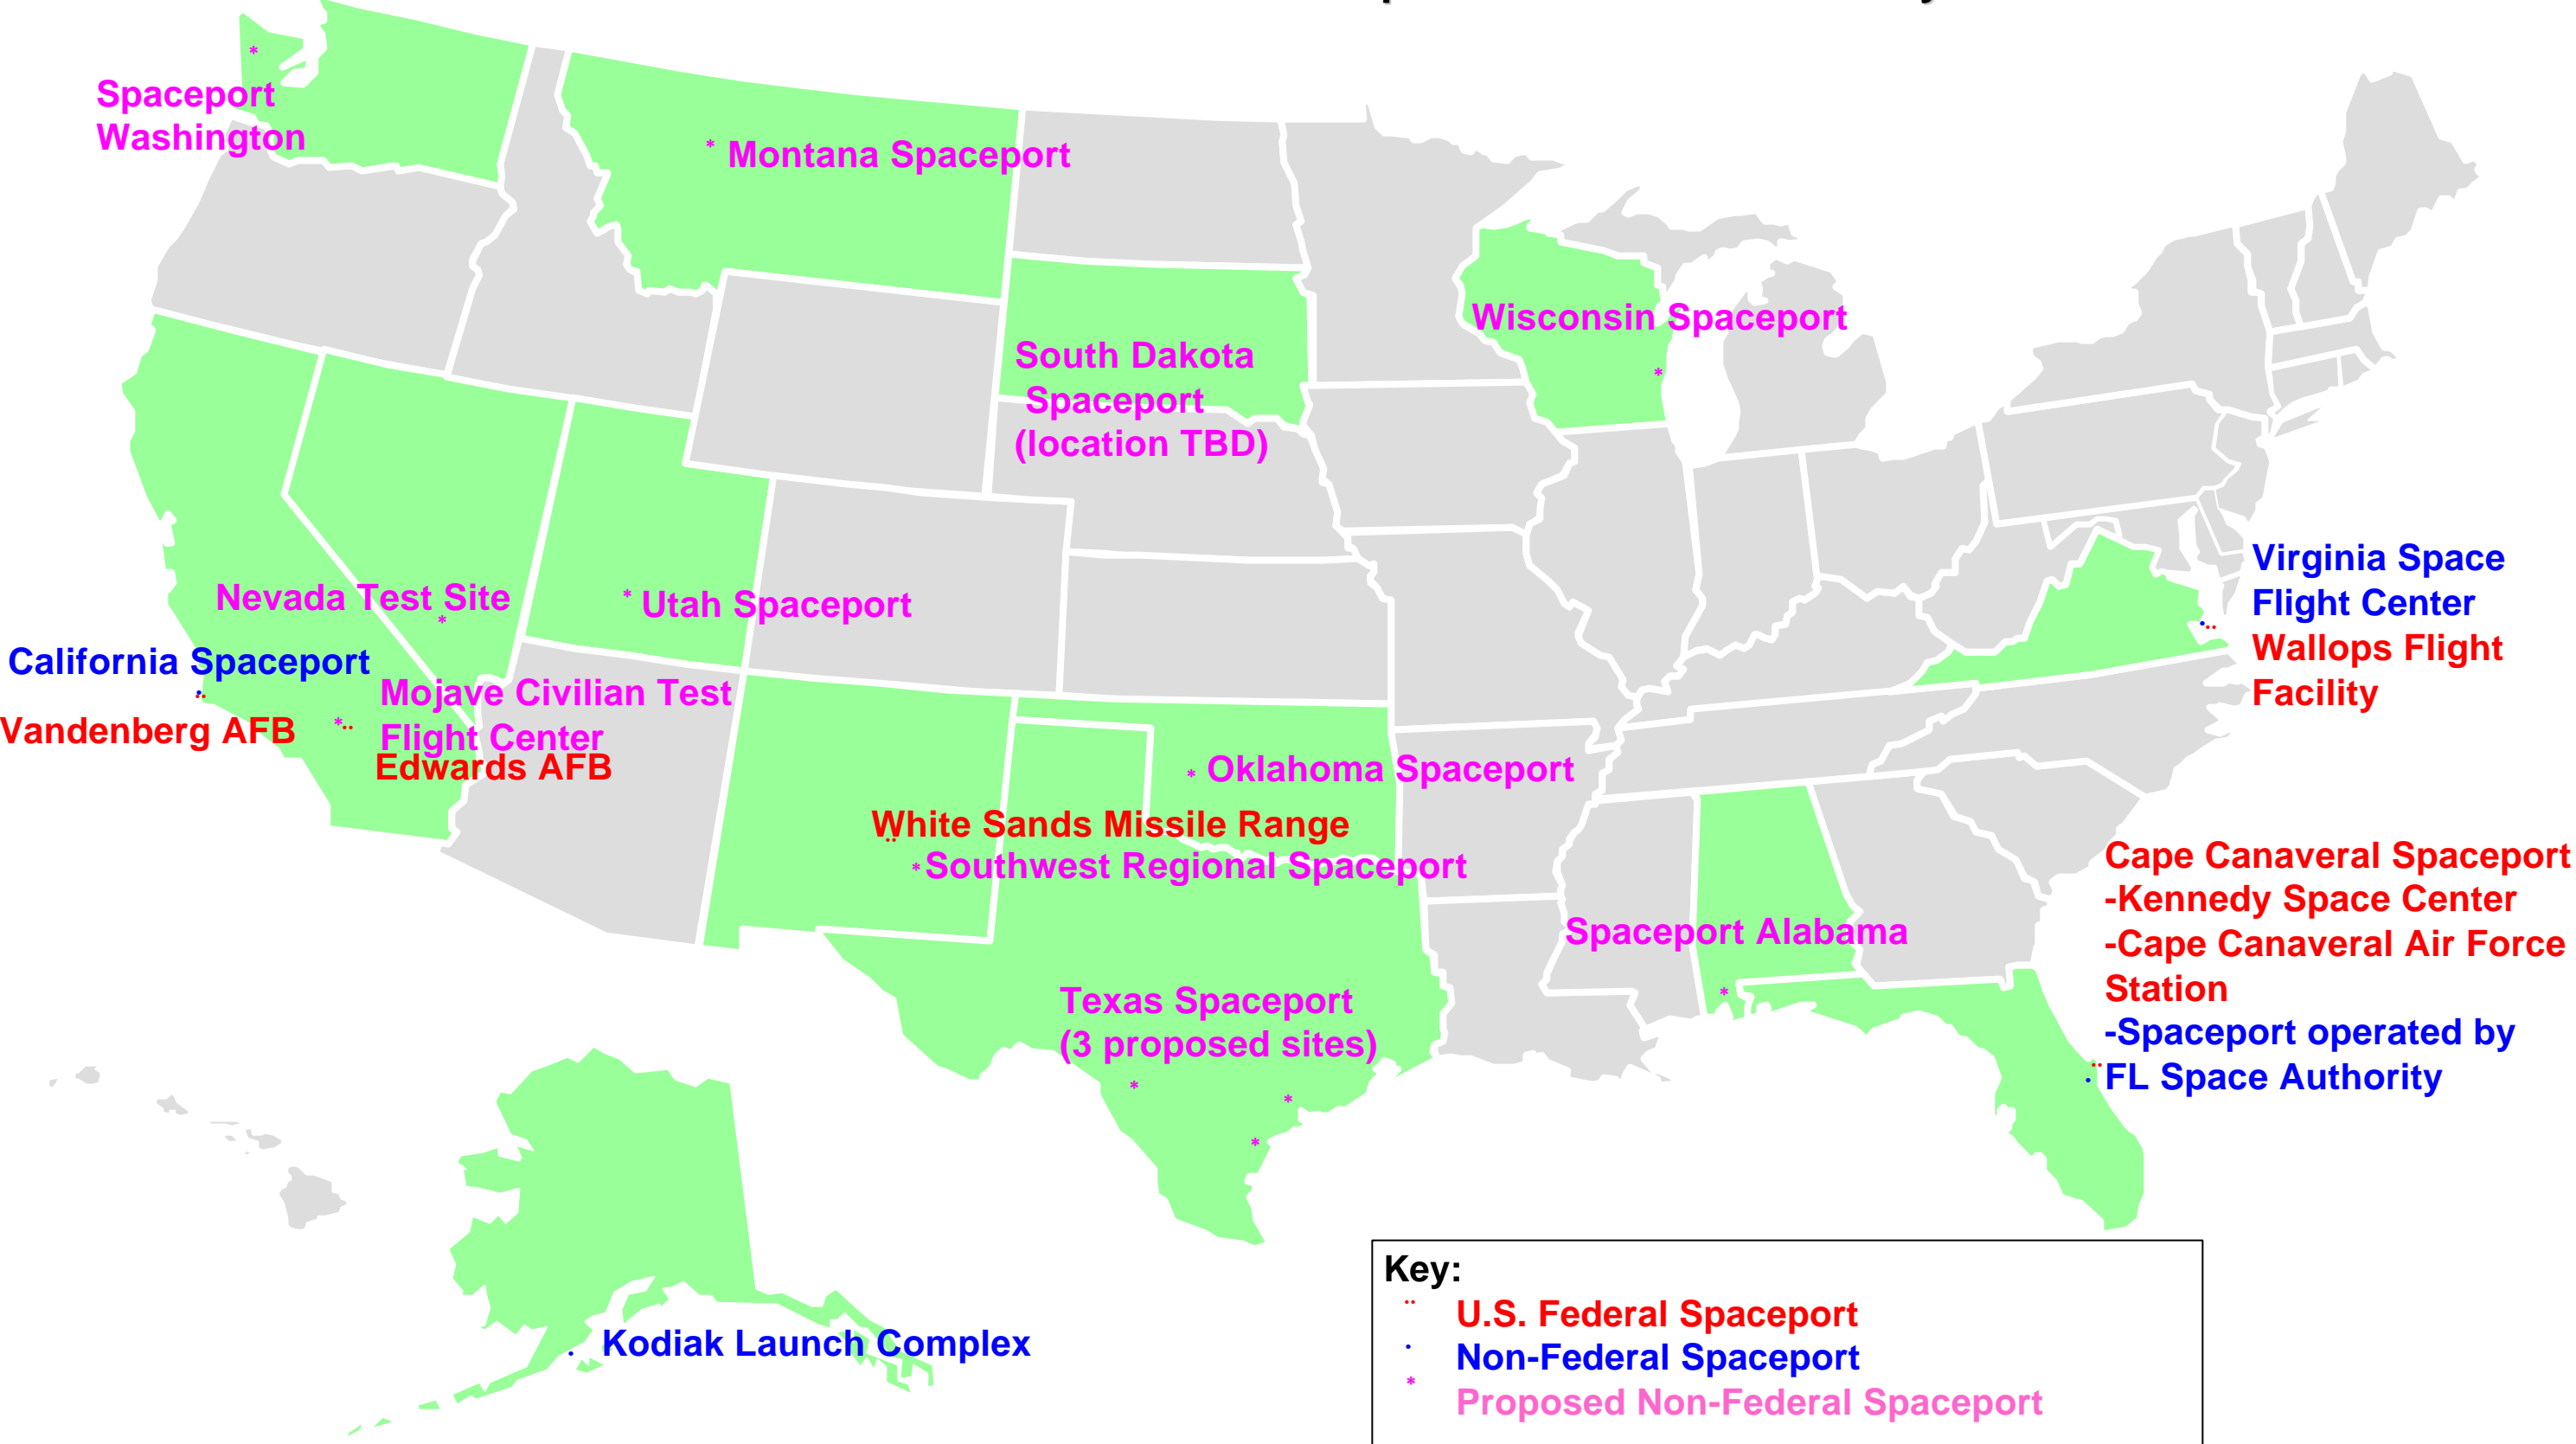 Spaceport
Washington
* Montana Spaceport
Wisconsin Spaceport
South Dakota
Spaceport
(location TBD)
Nevada Test Site
* Utah Spaceport
California Spaceport
Vandenberg AFB
Mojave Civilian Test
Flight Center
Edwards AFB
Virginia Space
Flight Center
Wallops Flight
Facility
* Oklahoma Spaceport
White Sands Missile Range
* Southwest Regional Spaceport
Spaceport Alabama
Cape Canaveral Spaceport
-Kennedy Space Center
-Cape Canaveral Air Force
Station
-Spaceport operated by
FL Space Authority
Texas Spaceport
(3 proposed sites)
Kodiak Launch Complex
Key:
U.S. Federal Spaceport
Non-Federal Spaceport
* Proposed Non-Federal Spaceport